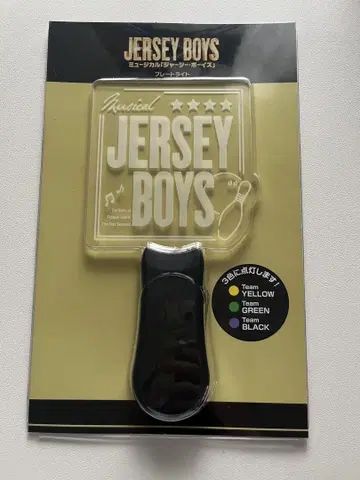 JERSEY BOYS
ミュージカル「ジャージー・ボーイズ」
プレートライト
Musical
★★★★
JERSEY
BOYS
3色に点灯します!
Team
YELLOW
Team
GREEN
Team
BLACK